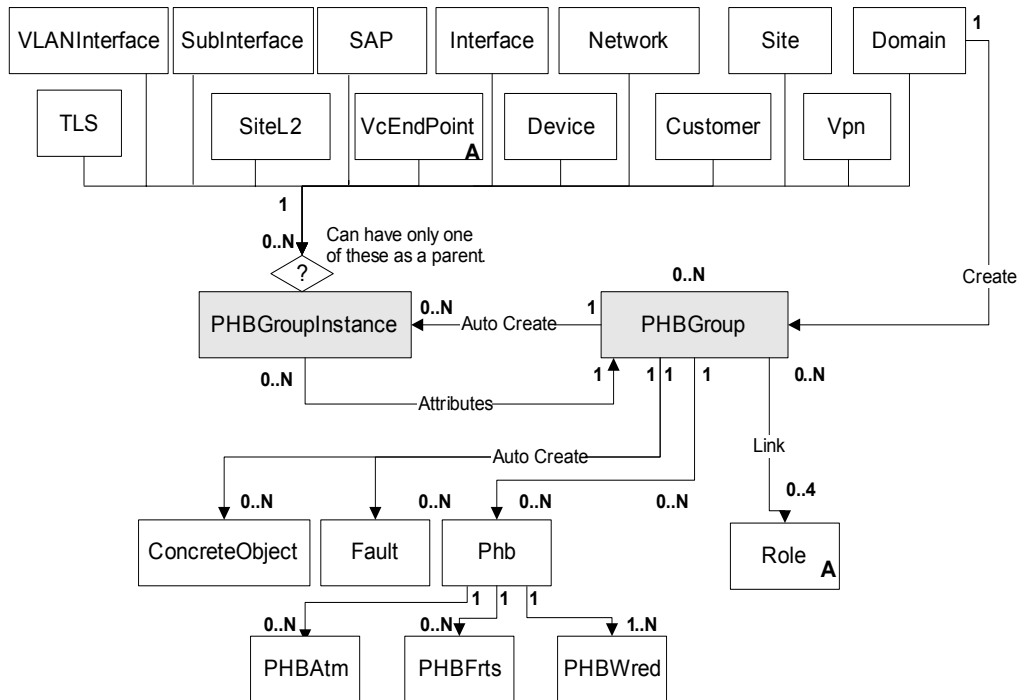 VLANInterface SubInterface SAP Interface Network Site Domain 1
TLS SiteL2 VcEndPoint A Device Customer Vpn
1
0..N
Can have only one
of these as a parent.
?
0..N
Create
PHBGroupInstance 0..N Auto Create 1 PHBGroup
0..N Attributes 1 1 1 1 0..N
Auto Create Link
0..N 0..N 0..N 0..N 0..4
ConcreteObject Fault Phb Role A
1 1 1
0..N 0..N 1..N
PHBAtm PHBFrts PHBWred